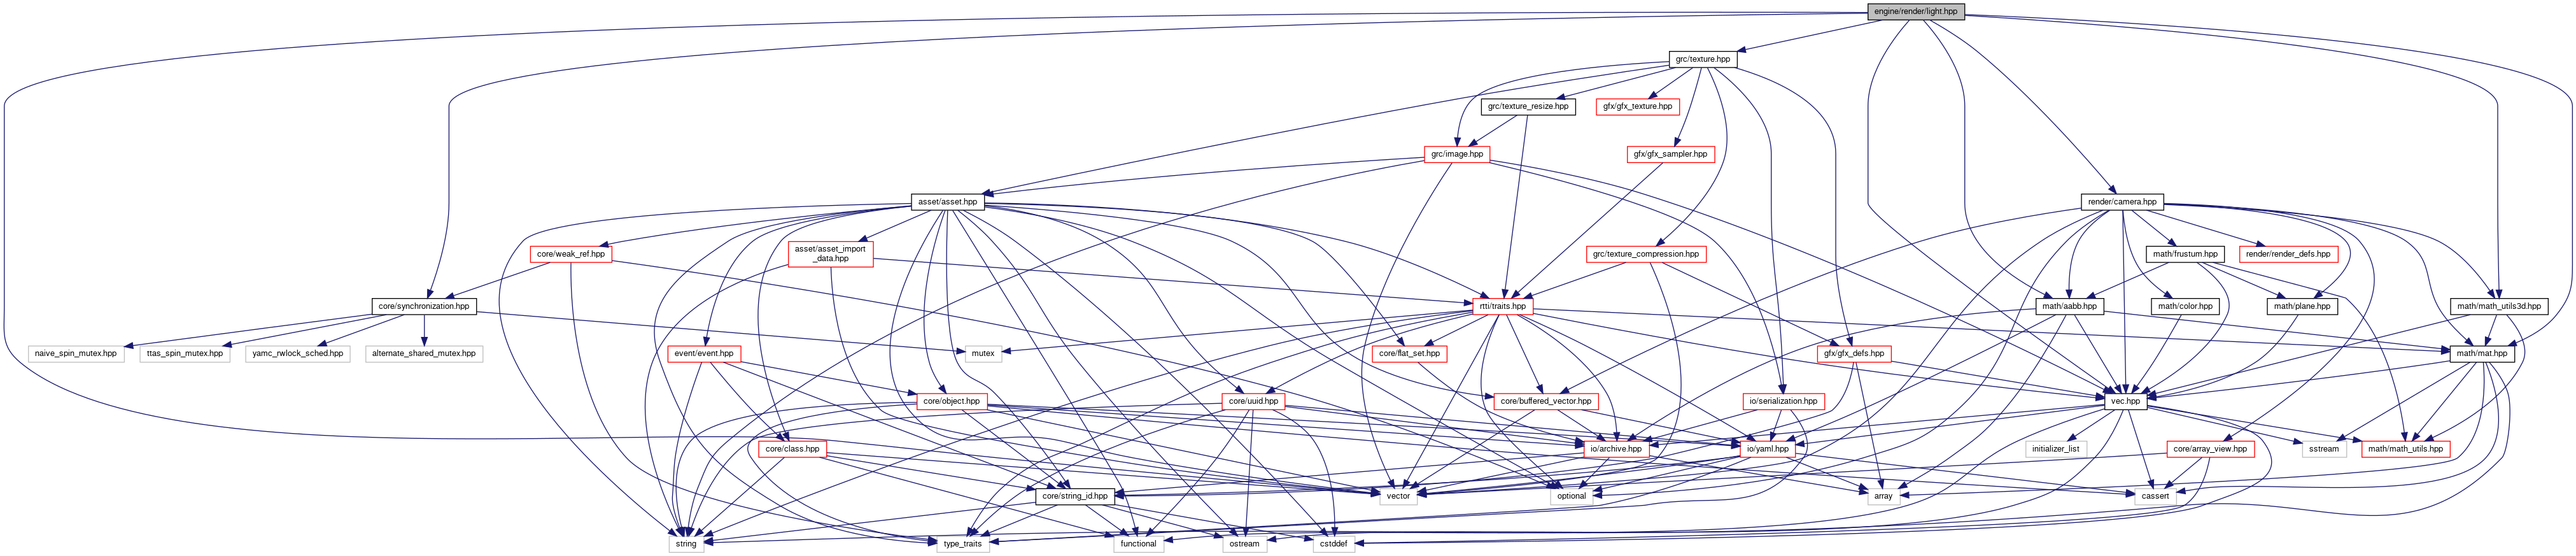 engine/render/light.hpp
grc/texture.hpp
grc/texture_resize.hpp
gfx/gfx_texture.hpp
grc/image.hpp
gfx/gfx_sampler.hpp
asset/asset.hpp
render/camera.hpp
core/weak_ref.hpp
asset/asset_import
_data.hpp
grc/texture_compression.hpp
math/frustum.hpp
render/render_defs.hpp
core/synchronization.hpp
rtti/traits.hpp
math/aabb.hpp
math/color.hpp
math/plane.hpp
math/math_utils3d.hpp
naive_spin_mutex.hpp
ttas_spin_mutex.hpp
yamc_rwlock_sched.hpp
alternate_shared_mutex.hpp
event/event.hpp
mutex
core/flat_set.hpp
gfx/gfx_defs.hpp
math/mat.hpp
core/object.hpp
core/uuid.hpp
core/buffered_vector.hpp
io/serialization.hpp
vec.hpp
core/class.hpp
io/archive.hpp
io/yaml.hpp
initializer_list
core/array_view.hpp
sstream
math/math_utils.hpp
core/string_id.hpp
vector
optional
array
cassert
string
type_traits
functional
ostream
cstddef